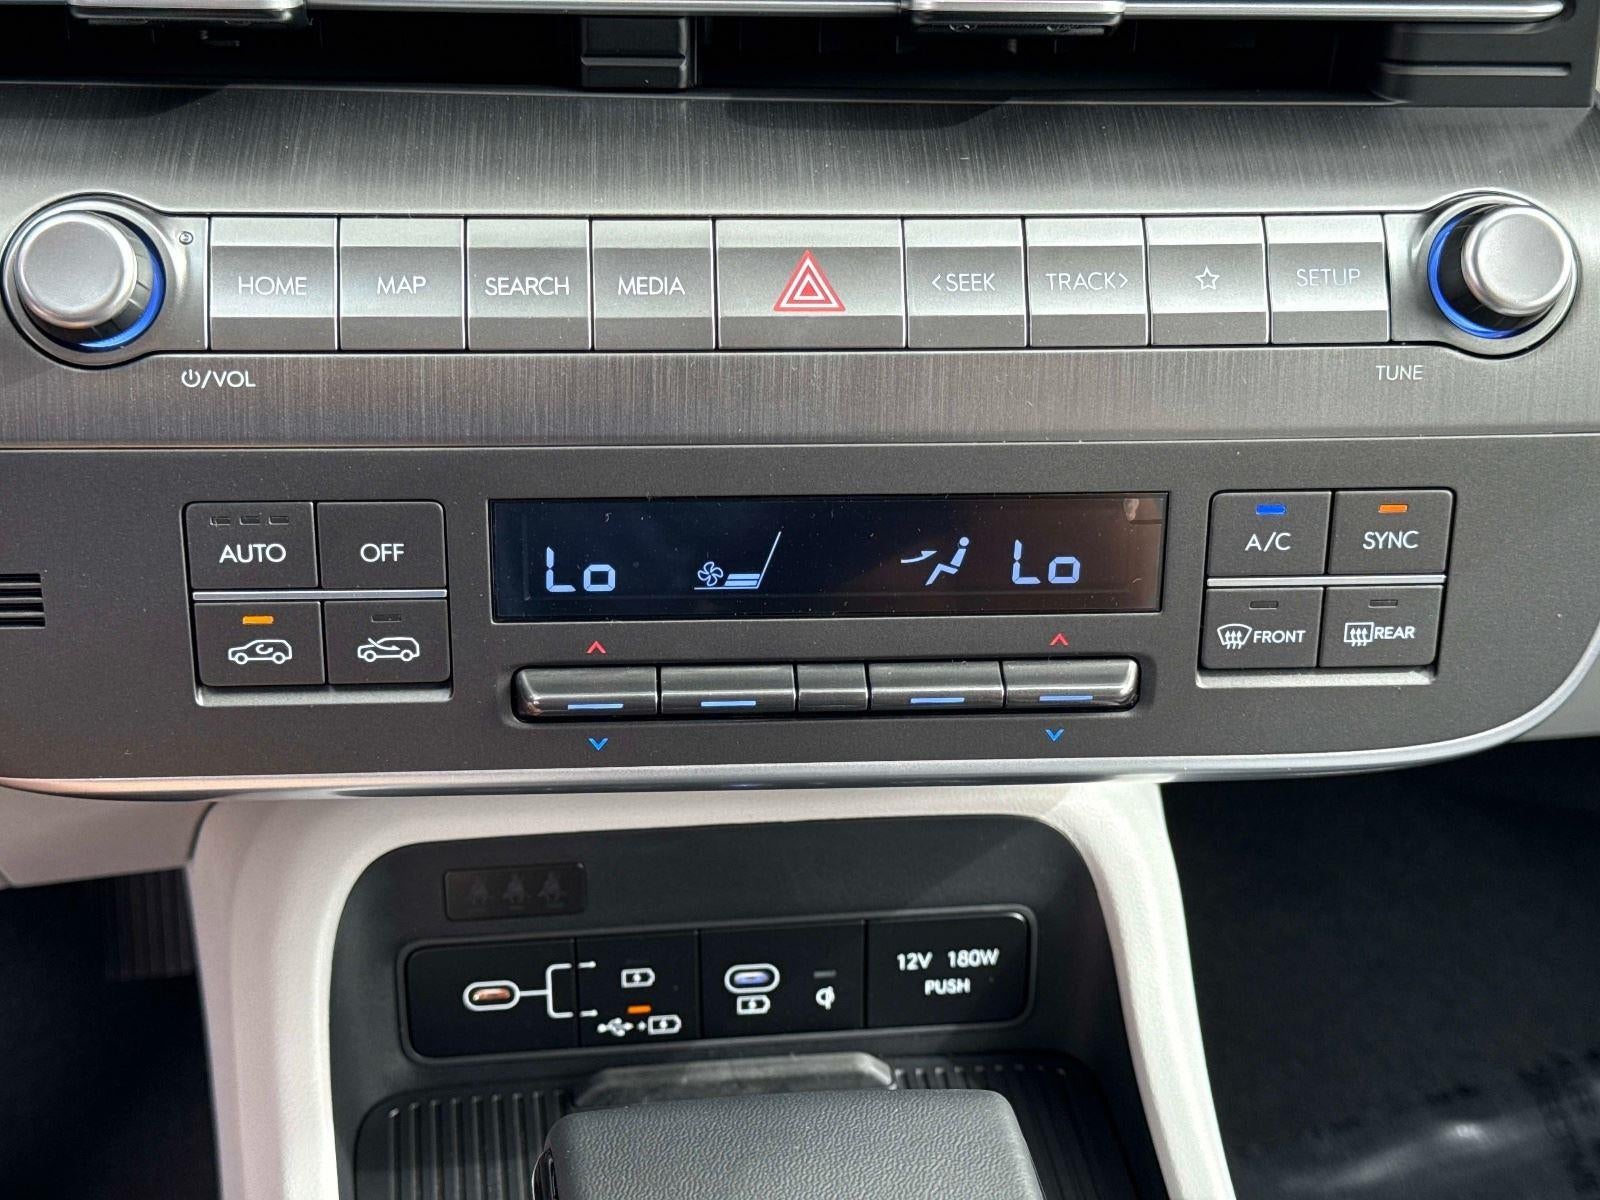 HOME MAP SEARCH MEDIA <SEEK TRACK> SETUP
/VOL TUNE
AUTO OFF Lo Lo A/C SYNC
FRONT REAR
12V 180W
PUSH